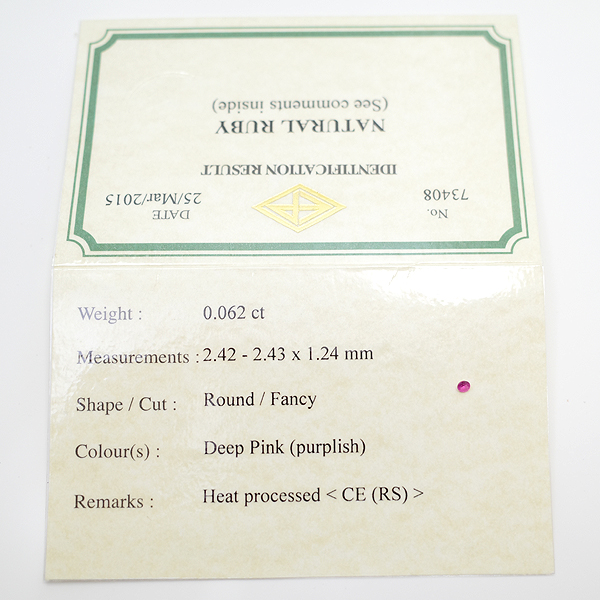 No. 73408
DATE 25/Mar/2015
IDENTIFICATION RESULT
NATURAL RUBY
(See comments inside)
Weight : 0.062 ct
Measurements : 2.42 - 2.43 x 1.24 mm
Shape / Cut : Round / Fancy
Colour(s) : Deep Pink (purplish)
Remarks : Heat processed < CE (RS) >